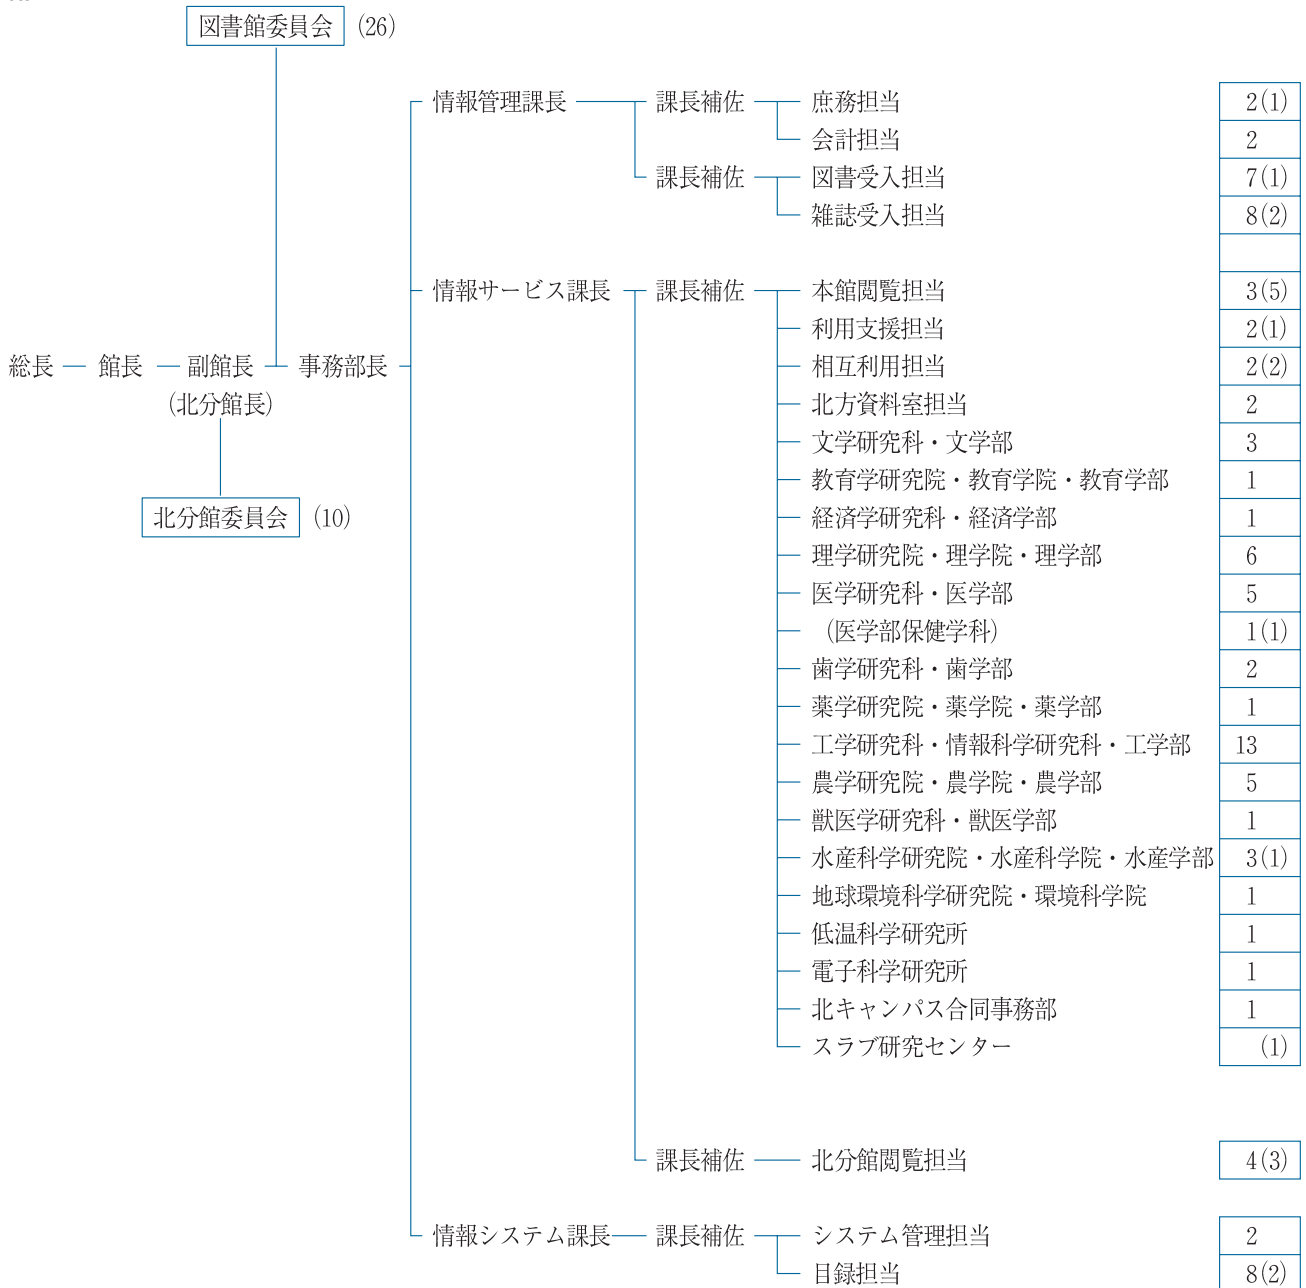 図書館委員会 (26)
情報管理課長 課長補佐 庶務担当 2(1)
会計担当 2
課長補佐 図書受入担当 7(1)
雑誌受入担当 8(2)
情報サービス課長 課長補佐 本館閲覧担当 3(5)
利用支援担当 2(1)
総長 館長 副館長 事務部長 相互利用担当 2(2)
(北分館長) 北方資料室担当 2
文学研究科・文学部 3
教育学研究院・教育学院・教育学部 1
北分館委員会 (10) 経済学研究科・経済学部 1
理学研究院・理学院・理学部 6
医学研究科・医学部 5
(医学部保健学科) 1(1)
歯学研究科・歯学部 2
薬学研究院・薬学院・薬学部 1
工学研究科・情報科学研究科・工学部 13
農学研究院・農学院・農学部 5
獣医学研究科・獣医学部 1
水産科学研究院・水産科学院・水産学部 3(1)
地球環境科学研究院・環境科学院 1
低温科学研究所 1
電子科学研究所 1
北キャンパス合同事務部 1
スラブ研究センター (1)
課長補佐 北分館閲覧担当 4(3)
情報システム課長 課長補佐 システム管理担当 2
目録担当 8(2)